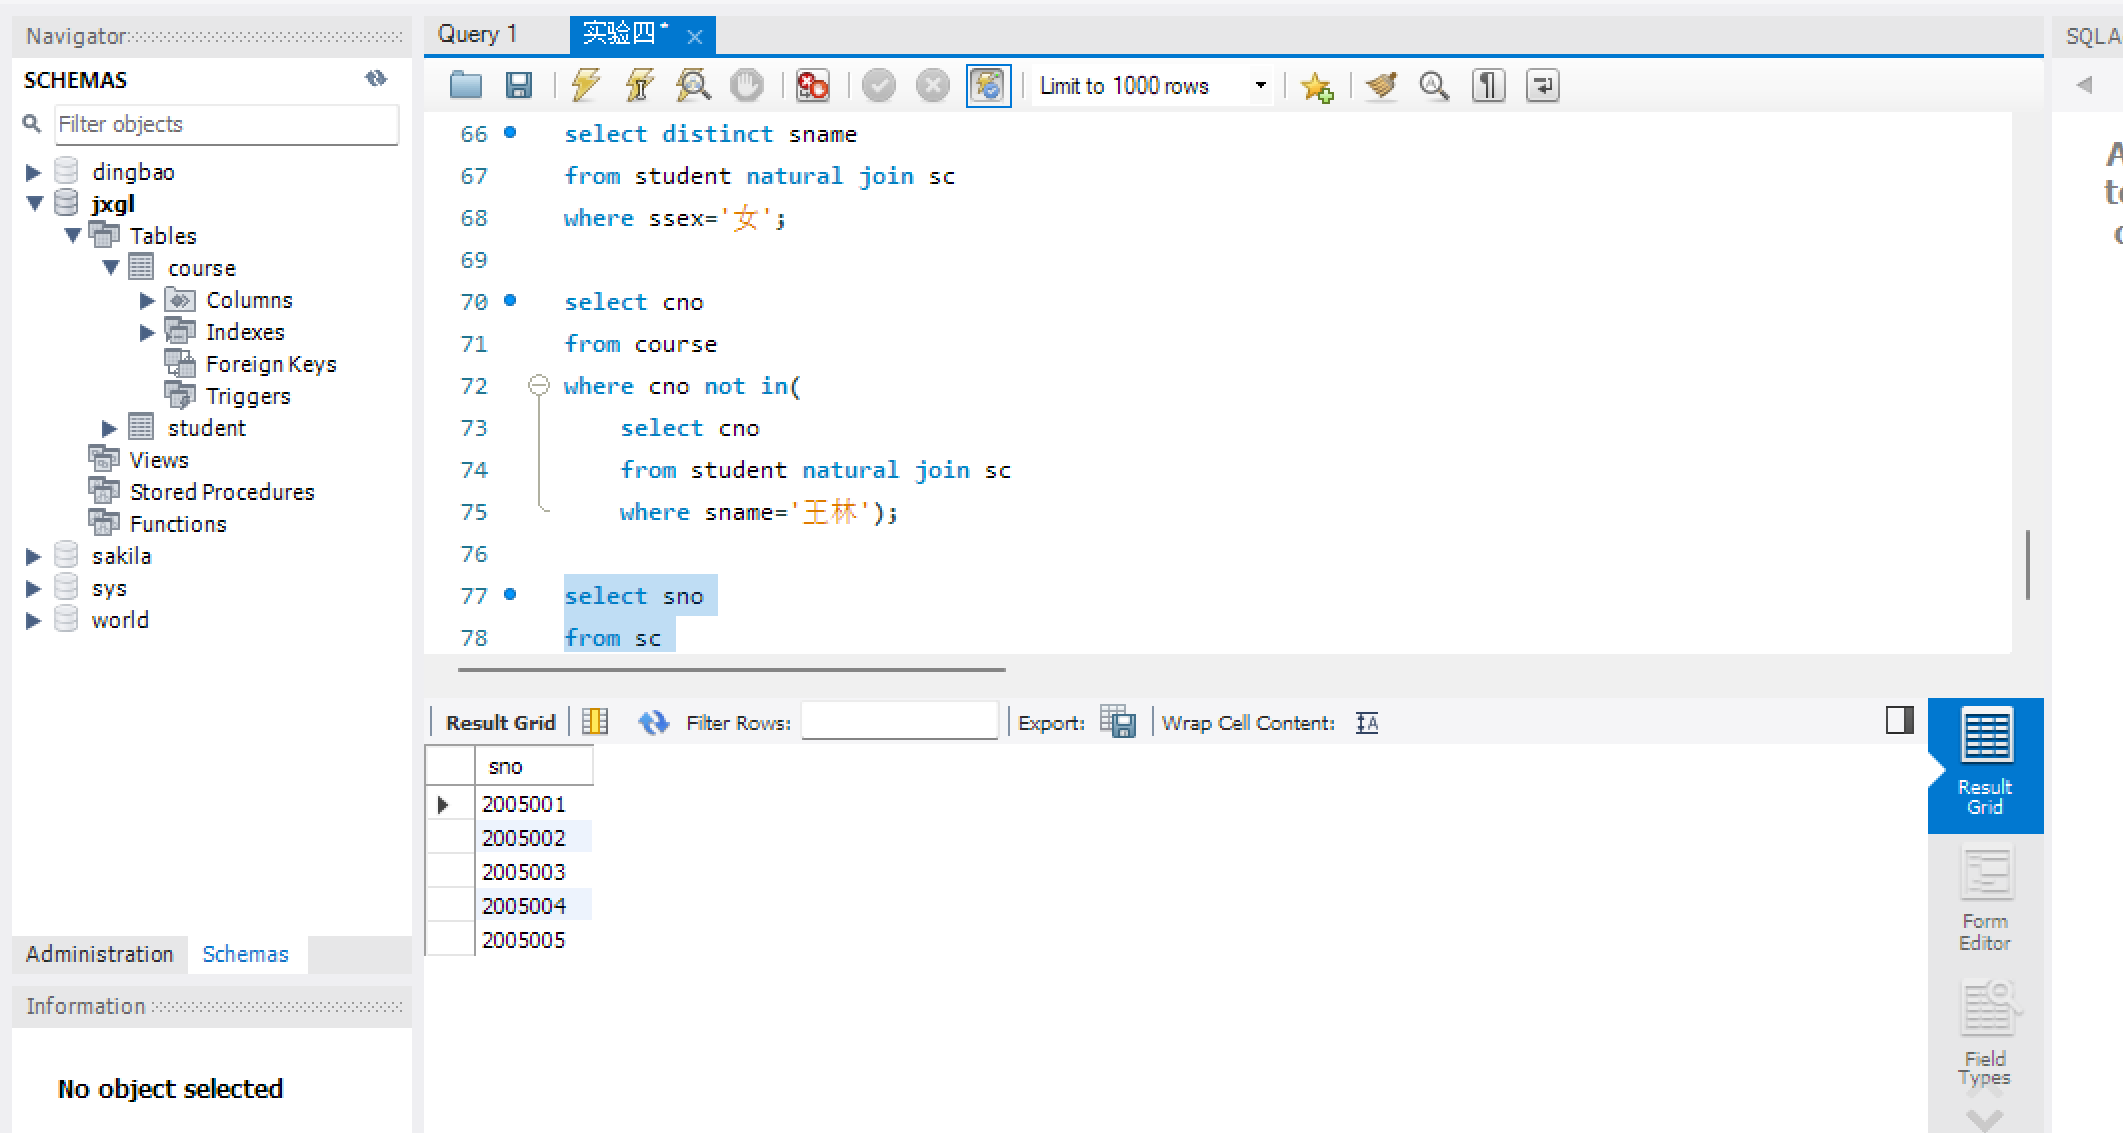 Navigator
SCHEMAS
Filter objects
dingbao
jxgl
Tables
course
Columns
Indexes
Foreign Keys
Triggers
student
Views
Stored Procedures
Functions
sakila
sys
world
Administration Schemas
Information
No object selected
Query 1 实验四*
Limit to 1000 rows
66 select distinct sname
67 from student natural join sc
68 where ssex='女';
69
70 select cno
71 from course
72 where cno not in(
73 select cno
74 from student natural join sc
75 where sname='王林');
76
77 select sno
78 from sc
Result Grid Filter Rows: Export: Wrap Cell Content:
sno
2005001
2005002
2005003
2005004
2005005
Result
Grid
Form
Editor
Field
Types
SQLA